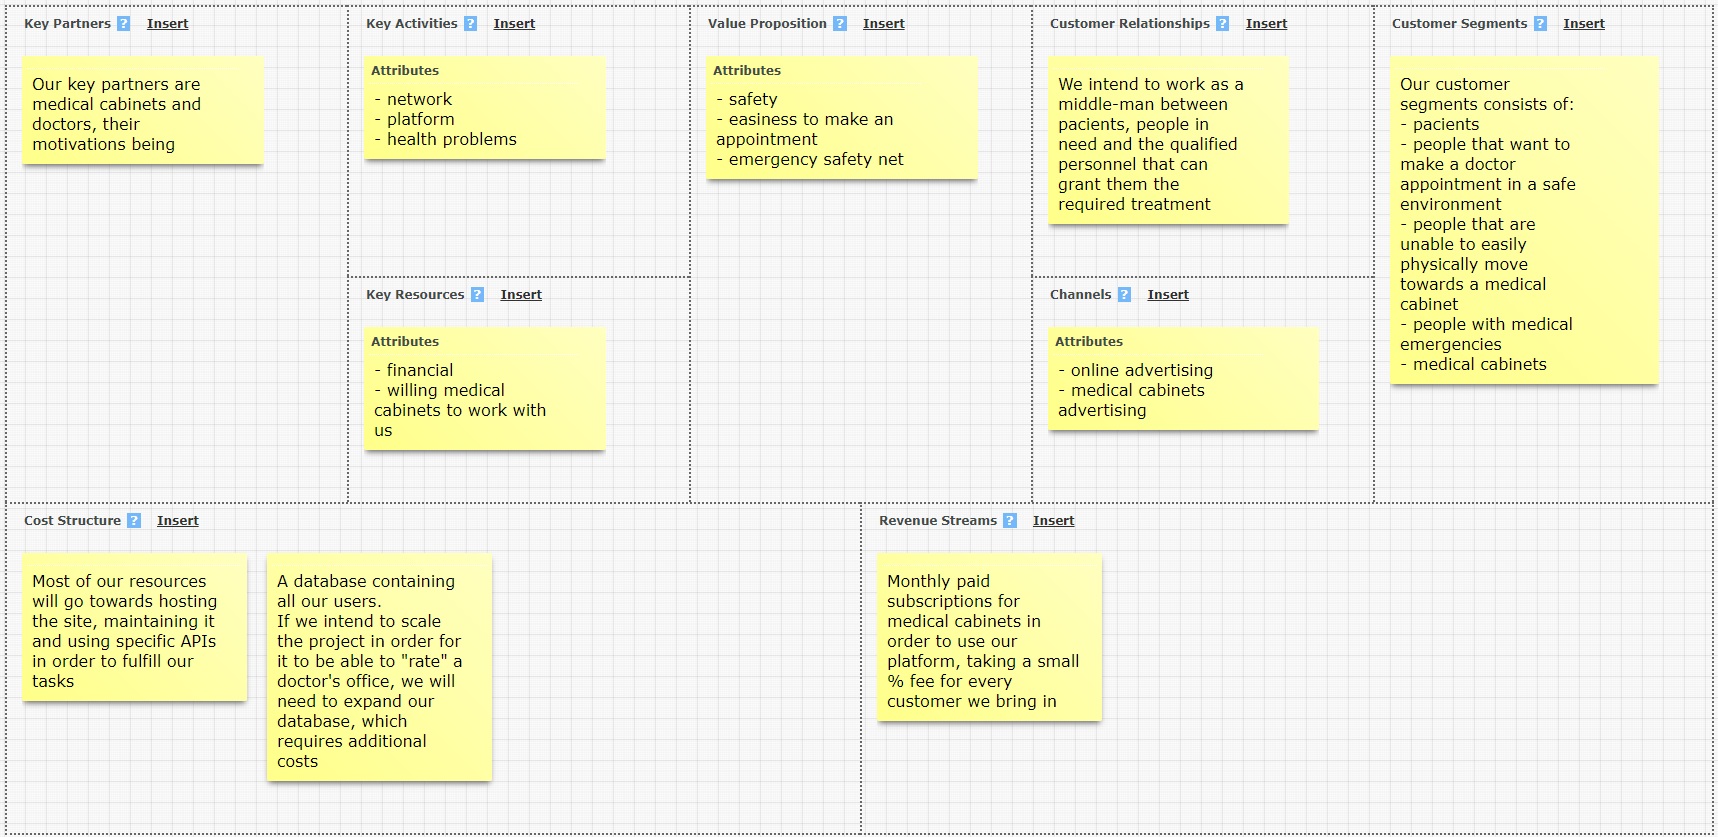 Key Partners ? Insert
Our key partners are
medical cabinets and
doctors, their
motivations being
Key Activities ? Insert
Attributes
- network
- platform
- health problems
Key Resources ? Insert
Attributes
- financial
- willing medical
cabinets to work with
us
Value Proposition ? Insert
Attributes
- safety
- easiness to make an
appointment
- emergency safety net
Customer Relationships ? Insert
We intend to work as a
middle-man between
pacients, people in
need and the qualified
personnel that can
grant them the
required treatment
Channels ? Insert
Attributes
- online advertising
- medical cabinets
advertising
Customer Segments ? Insert
Our customer
segments consists of:
- pacients
- people that want to
make a doctor
appointment in a safe
environment
- people that are
unable to easily
physically move
towards a medical
cabinet
- people with medical
emergencies
- medical cabinets
Cost Structure ? Insert
Most of our resources
will go towards hosting
the site, maintaining it
and using specific APIs
in order to fulfill our
tasks
A database containing
all our users.
If we intend to scale
the project in order for
it to be able to "rate" a
doctor's office, we will
need to expand our
database, which
requires additional
costs
Revenue Streams ? Insert
Monthly paid
subscriptions for
medical cabinets in
order to use our
platform, taking a small
% fee for every
customer we bring in